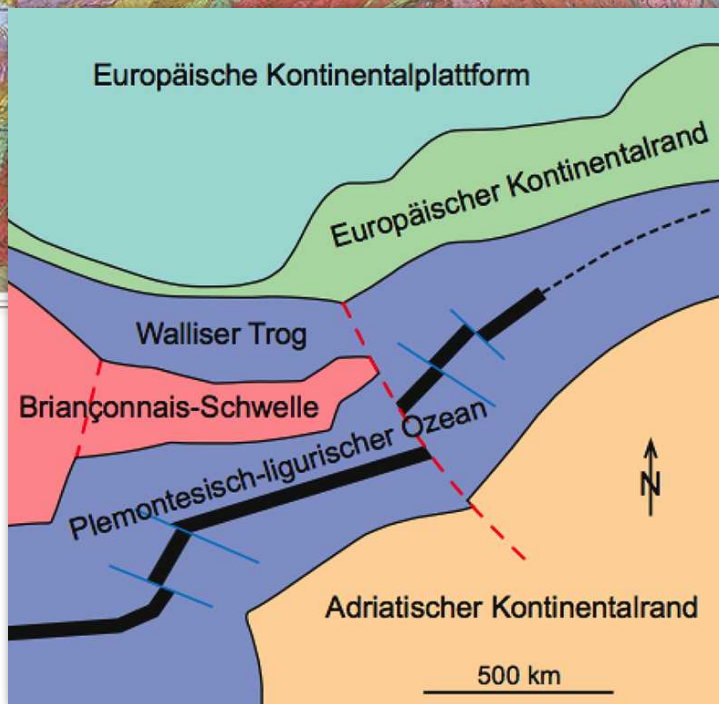 Europäische Kontinentalplattform
Europäischer Kontinentalrand
Walliser Trog
Briançonnais-Schwelle
Plemontesisch-ligurischer Ozean
N
Adriatischer Kontinentalrand
500 km